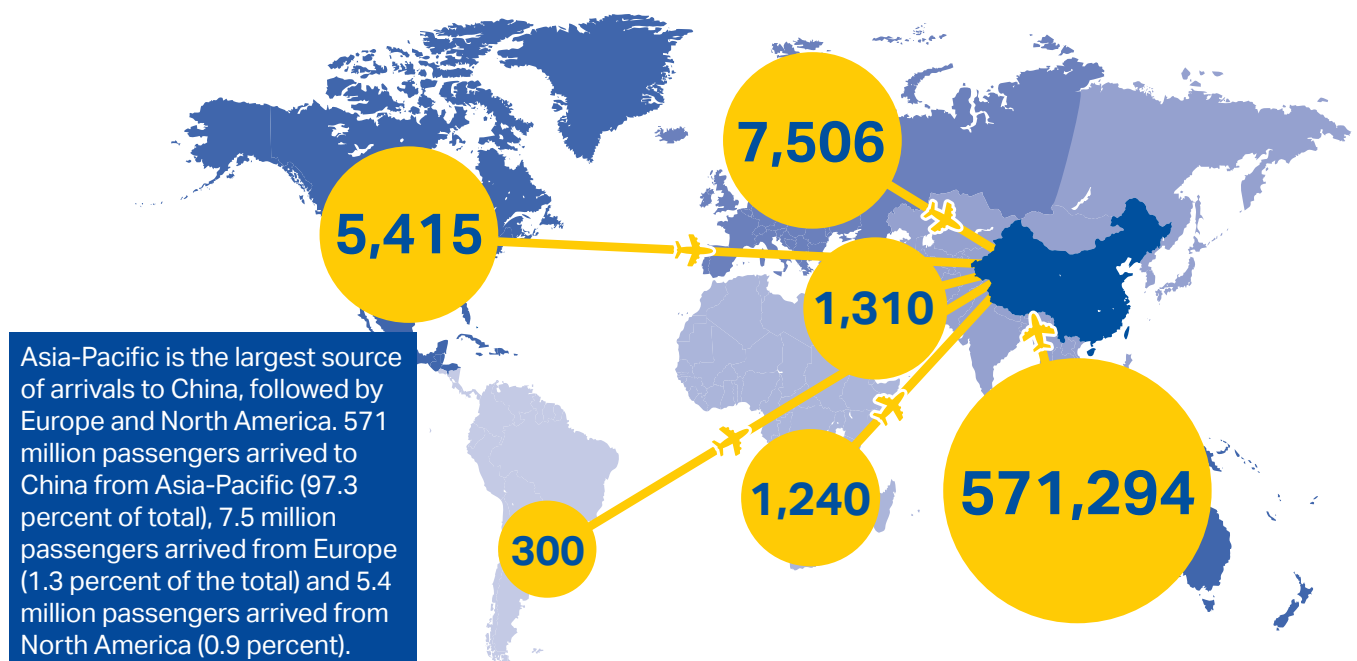 7,506
5,415
1,310
1,240
571,294
300
Asia-Pacific is the largest source
of arrivals to China, followed by
Europe and North America. 571
million passengers arrived to
China from Asia-Pacific (97.3
percent of total), 7.5 million
passengers arrived from Europe
(1.3 percent of the total) and 5.4
million passengers arrived from
North America (0.9 percent).